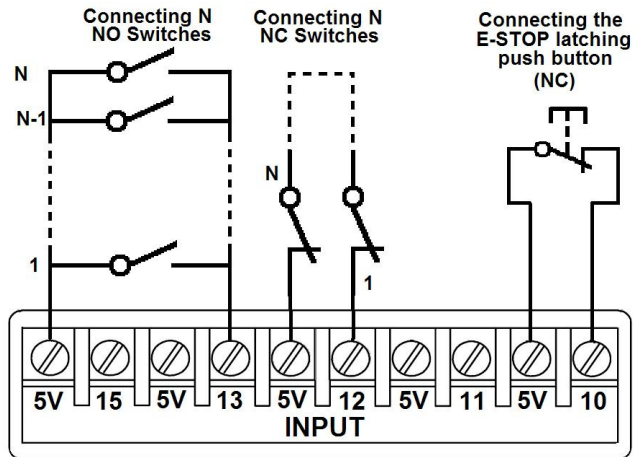 Connecting N
NO Switches
Connecting N
NC Switches
Connecting the
E-STOP latching
push button
(NC)
N
N-1
1
N
1
5V 15 5V 13 5V 12 5V 11 5V 10
INPUT